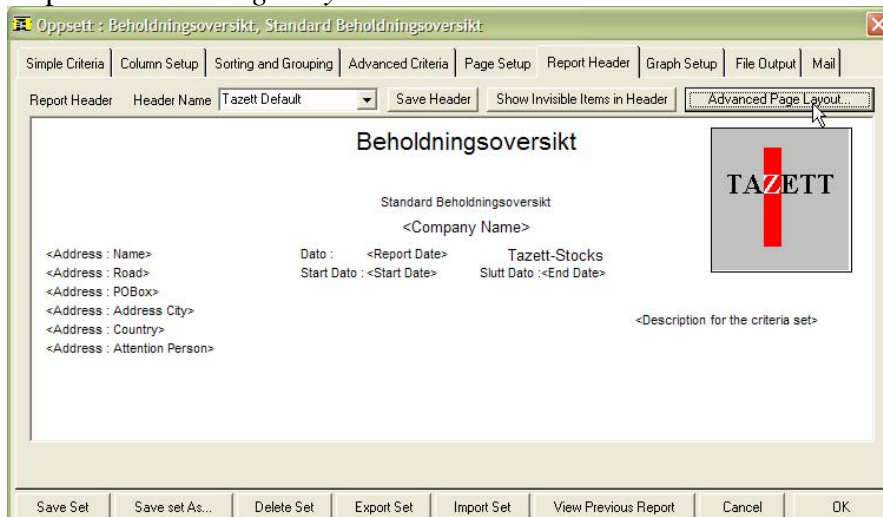 Oppsett : Beholdningsoversikt, Standard Beholdningsoversikt
Simple Criteria Column Setup Sorting and Grouping Advanced Criteria Page Setup Report Header Graph Setup File Output Mail
Report Header Header Name Tazett Default Save Header Show Invisible Items in Header Advanced Page Layout...
Beholdningsoversikt
TAZETT
Standard Beholdningsoversikt
<Company Name>
<Address : Name> Dato : <Report Date> Tazett-Stocks
<Address : Road> Start Dato : <Start Date> Slutt Dato :<End Date>
<Address : POBox>
<Address : Address City>
<Description for the criteria set>
<Address : Country>
<Address : Attention Person>
Save Set Save set As... Delete Set Export Set Import Set View Previous Report Cancel OK